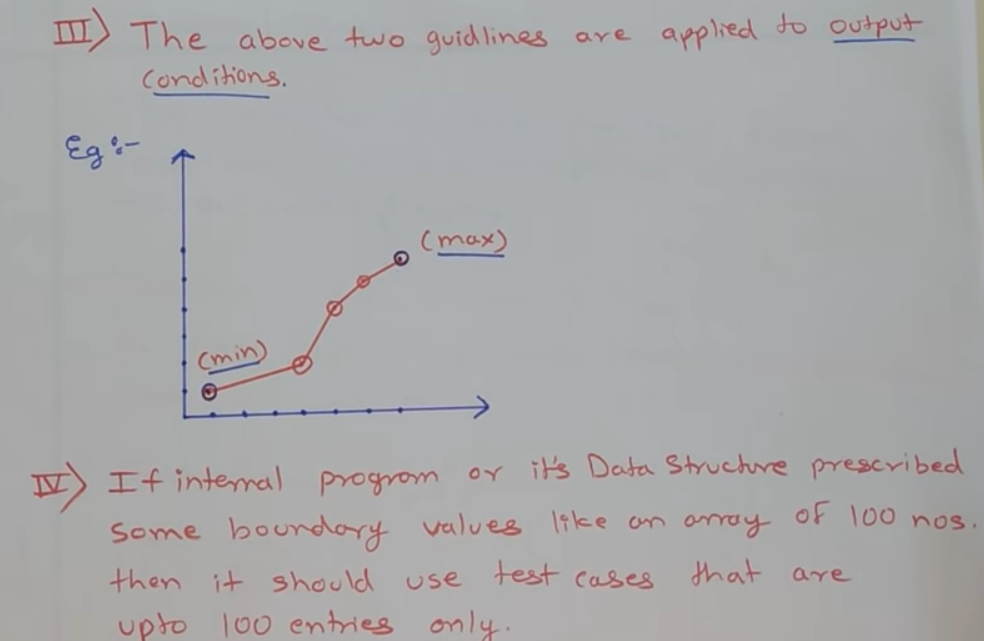 III) The above two guidlines are applied to output
conditions.
Eg :-
(max)
(min)
IV) If internal program or it's Data Structure prescribed
some boundary values like an array of 100 nos.
then it should use test cases that are
upto 100 entries only.